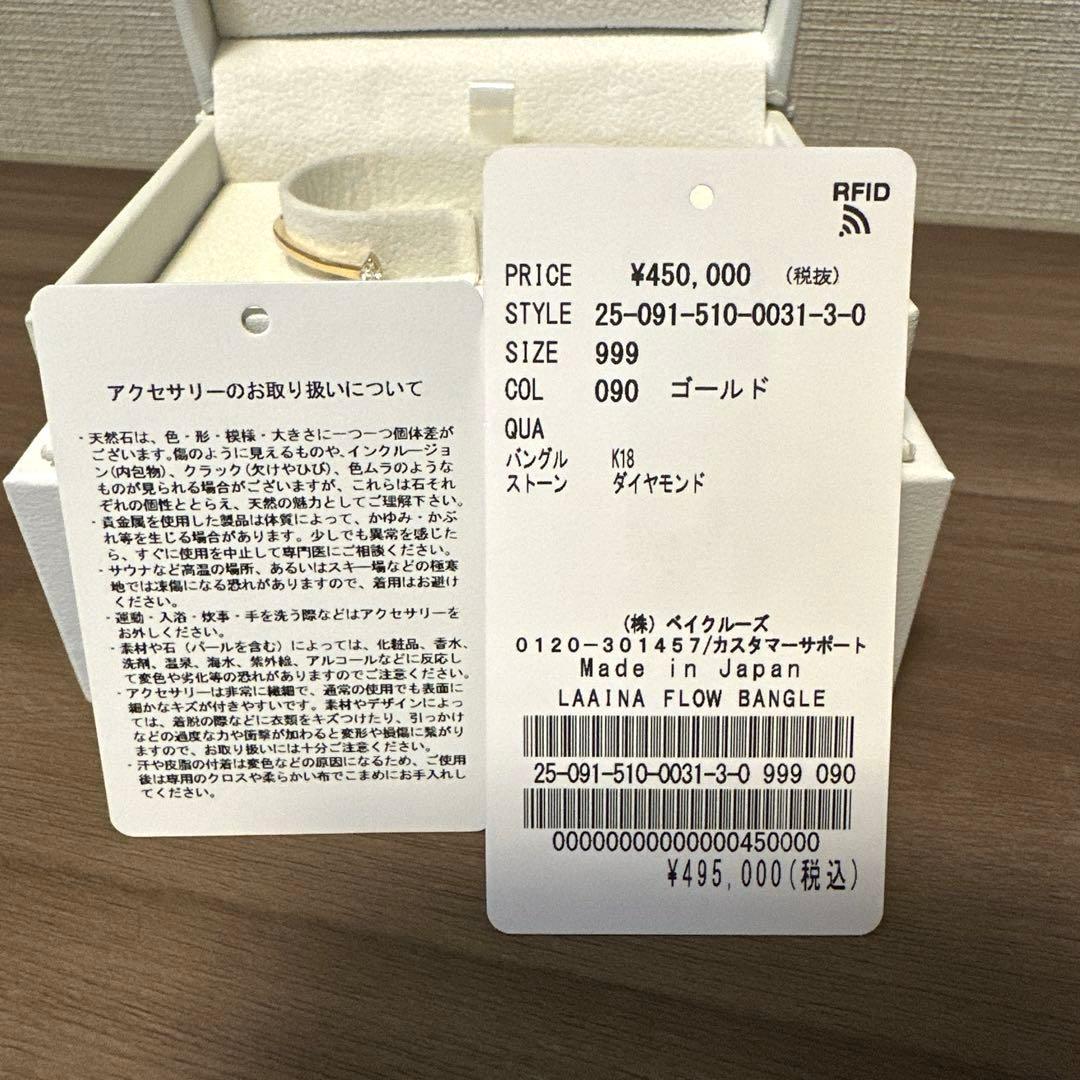 アクセサリーのお取り扱いについて
・天然石は、色・形・模様・大きさに一つ一つ個体差が
ございます。傷のように見えるものや、インクルージョ
ン(内包物)、クラック(欠けやひび)、色ムラのような
ものが見られる場合がございますが、これらは石それ
ぞれの個性ととらえ、天然の魅力としてご理解下さい。
・貴金属を使用した製品は体質によって、かゆみ・かぶ
れ等を生じる場合があります。少しでも異常を感じた
ら、すぐに使用を中止して専門医にご相談ください。
・サウナなど高温の場所、あるいはスキー場などの極寒
地では凍傷になる恐れがありますので、着用はお避け
ください。
・運動・入浴・炊事・手を洗う際などはアクセサリーを
お外しください。
・素材や石(パールを含む)によっては、化粧品、香水、
洗剤、温泉、海水、紫外線、アルコールなどに反応し
て変色や劣化等の恐れがありますのでご注意ください。
・アクセサリーは非常に繊細で、通常の使用でも表面に
細かなキズが付きやすいです。素材やデザインによっ
ては、着脱の際などに衣類をキズつけたり、引っかけ
などの過度な力や衝撃が加わると変形や損傷に繋がり
ますので、お取り扱いには十分ご注意ください。
・汗や皮脂の付着は変色などの原因になるため、ご使用
後は専用のクロスや柔らかい布でこまめにお手入れし
てください。
RFID
PRICE ¥450,000 (税抜)
STYLE 25-091-510-0031-3-0
SIZE 999
COL 090 ゴールド
QUA
バングル K18
ストーン ダイヤモンド
(株) ベイクルーズ
0120-301457/カスタマーサポート
Made in Japan
LAAINA FLOW BANGLE
25-091-510-0031-3-0 999 090
00000000000000450000
¥495,000(税込)